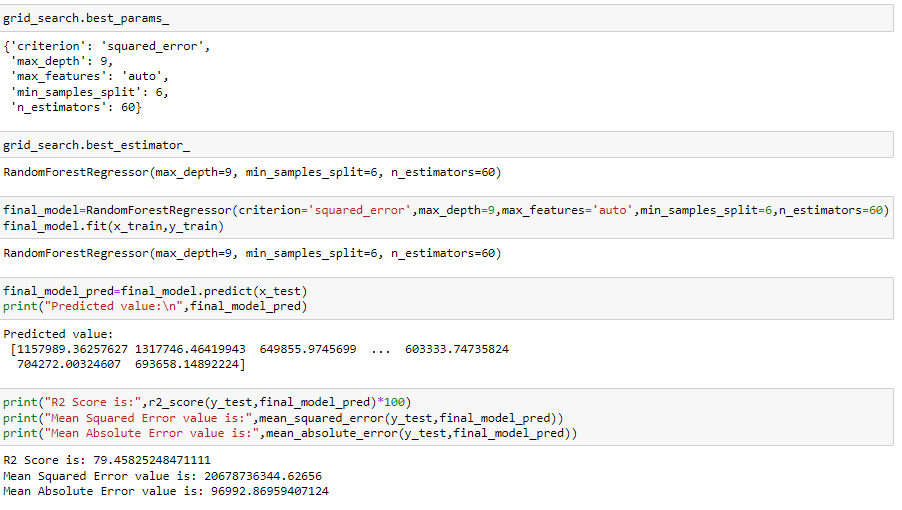 grid_search.best_params_
{'criterion': 'squared_error',
'max_depth': 9,
'max_features': 'auto',
'min_samples_split': 6,
'n_estimators': 60}
grid_search.best_estimator_
RandomForestRegressor(max_depth=9, min_samples_split=6, n_estimators=60)
final_model=RandomForestRegressor(criterion='squared_error',max_depth=9,max_features='auto',min_samples_split=6,n_estimators=60)
final_model.fit(x_train,y_train)
RandomForestRegressor(max_depth=9, min_samples_split=6, n_estimators=60)
final_model_pred=final_model.predict(x_test)
print("Predicted value:\n",final_model_pred)
Predicted value:
[1157989.36257627 1317746.46419943  649855.9745699  ...  603333.74735824
704272.00324607  693658.14892224]
print("R2 Score is:",r2_score(y_test,final_model_pred)*100)
print("Mean Squared Error value is:",mean_squared_error(y_test,final_model_pred))
print("Mean Absolute Error value is:",mean_absolute_error(y_test,final_model_pred))
R2 Score is: 79.45825248471111
Mean Squared Error value is: 20678736344.62656
Mean Absolute Error value is: 96992.86959407124